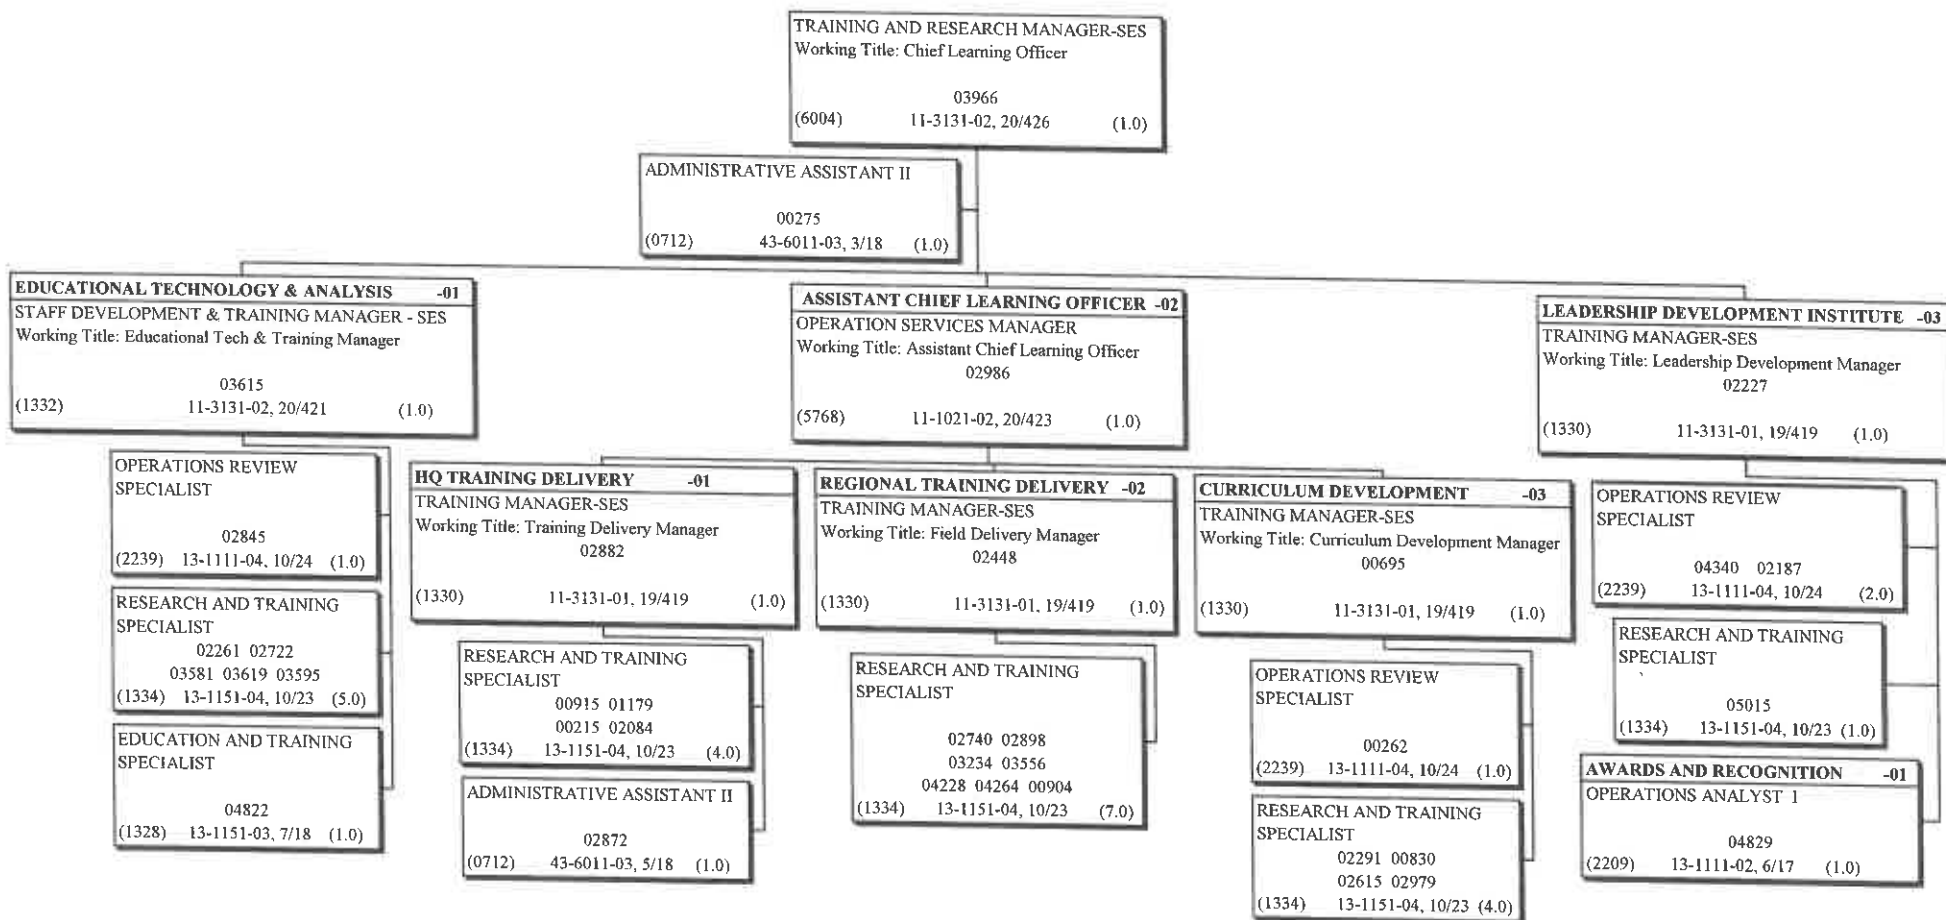 TRAINING AND RESEARCH MANAGER-SES
Working Title: Chief Learning Officer
03966
(6004) 11-3131-02, 20/426 (1.0)
ADMINISTRATIVE ASSISTANT II
00275
(0712) 43-6011-03, 3/18 (1.0)
EDUCATIONAL TECHNOLOGY & ANALYSIS -01
STAFF DEVELOPMENT & TRAINING MANAGER - SES
Working Title: Educational Tech & Training Manager
03615
(1332) 11-3131-02, 20/421 (1.0)
OPERATIONS REVIEW
SPECIALIST
02845
(2239) 13-1111-04, 10/24 (1.0)
RESEARCH AND TRAINING
SPECIALIST
02261 02722
03581 03619 03595
(1334) 13-1151-04, 10/23 (5.0)
EDUCATION AND TRAINING
SPECIALIST
04822
(1328) 13-1151-03, 7/18 (1.0)
ASSISTANT CHIEF LEARNING OFFICER -02
OPERATION SERVICES MANAGER
Working Title: Assistant Chief Learning Officer
02986
(5768) 11-1021-02, 20/423 (1.0)
HQ TRAINING DELIVERY -01
TRAINING MANAGER-SES
Working Title: Training Delivery Manager
02882
(1330) 11-3131-01, 19/419 (1.0)
RESEARCH AND TRAINING
SPECIALIST
00915 01179
00215 02084
(1334) 13-1151-04, 10/23 (4.0)
ADMINISTRATIVE ASSISTANT II
02872
(0712) 43-6011-03, 5/18 (1.0)
REGIONAL TRAINING DELIVERY -02
TRAINING MANAGER-SES
Working Title: Field Delivery Manager
02448
(1330) 11-3131-01, 19/419 (1.0)
RESEARCH AND TRAINING
SPECIALIST
02740 02898
03234 03556
04228 04264 00904
(1334) 13-1151-04, 10/23 (7.0)
CURRICULUM DEVELOPMENT -03
TRAINING MANAGER-SES
Working Title: Curriculum Development Manager
00695
(1330) 11-3131-01, 19/419 (1.0)
OPERATIONS REVIEW
SPECIALIST
00262
(2239) 13-1111-04, 10/24 (1.0)
RESEARCH AND TRAINING
SPECIALIST
02291 00830
02615 02979
(1334) 13-1151-04, 10/23 (4.0)
LEADERSHIP DEVELOPMENT INSTITUTE -03
TRAINING MANAGER-SES
Working Title: Leadership Development Manager
02227
(1330) 11-3131-01, 19/419 (1.0)
OPERATIONS REVIEW
SPECIALIST
04340 02187
(2239) 13-1111-04, 10/24 (2.0)
RESEARCH AND TRAINING
SPECIALIST
05015
(1334) 13-1151-04, 10/23 (1.0)
AWARDS AND RECOGNITION -01
OPERATIONS ANALYST 1
04829
(2209) 13-1111-02, 6/17 (1.0)